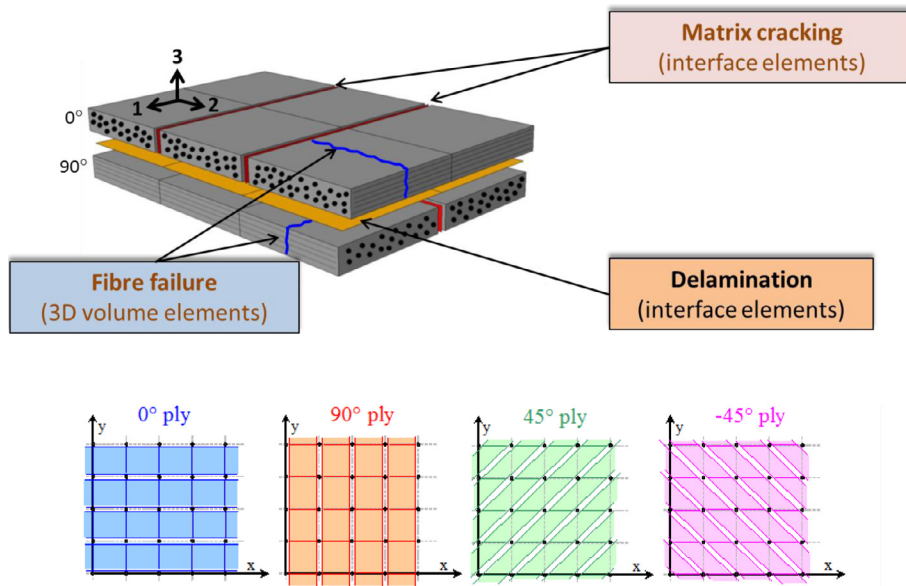 Matrix cracking
(interface elements)
3
1
2
0°
90°
Fibre failure
(3D volume elements)
Delamination
(interface elements)
0° ply
90° ply
45° ply
-45° ply
y
y
y
y
x
x
x
x